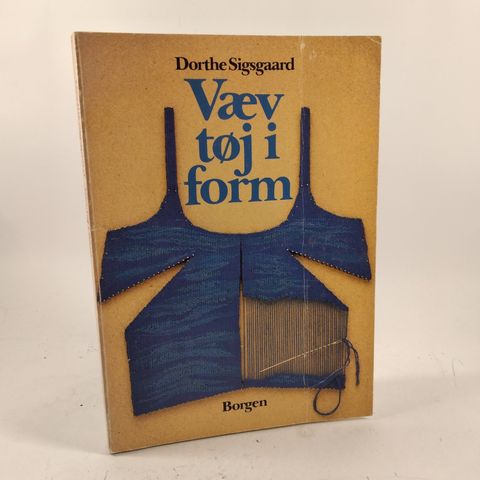 Dorthe Sigsgaard
Væv
tøj i
form
Borgen